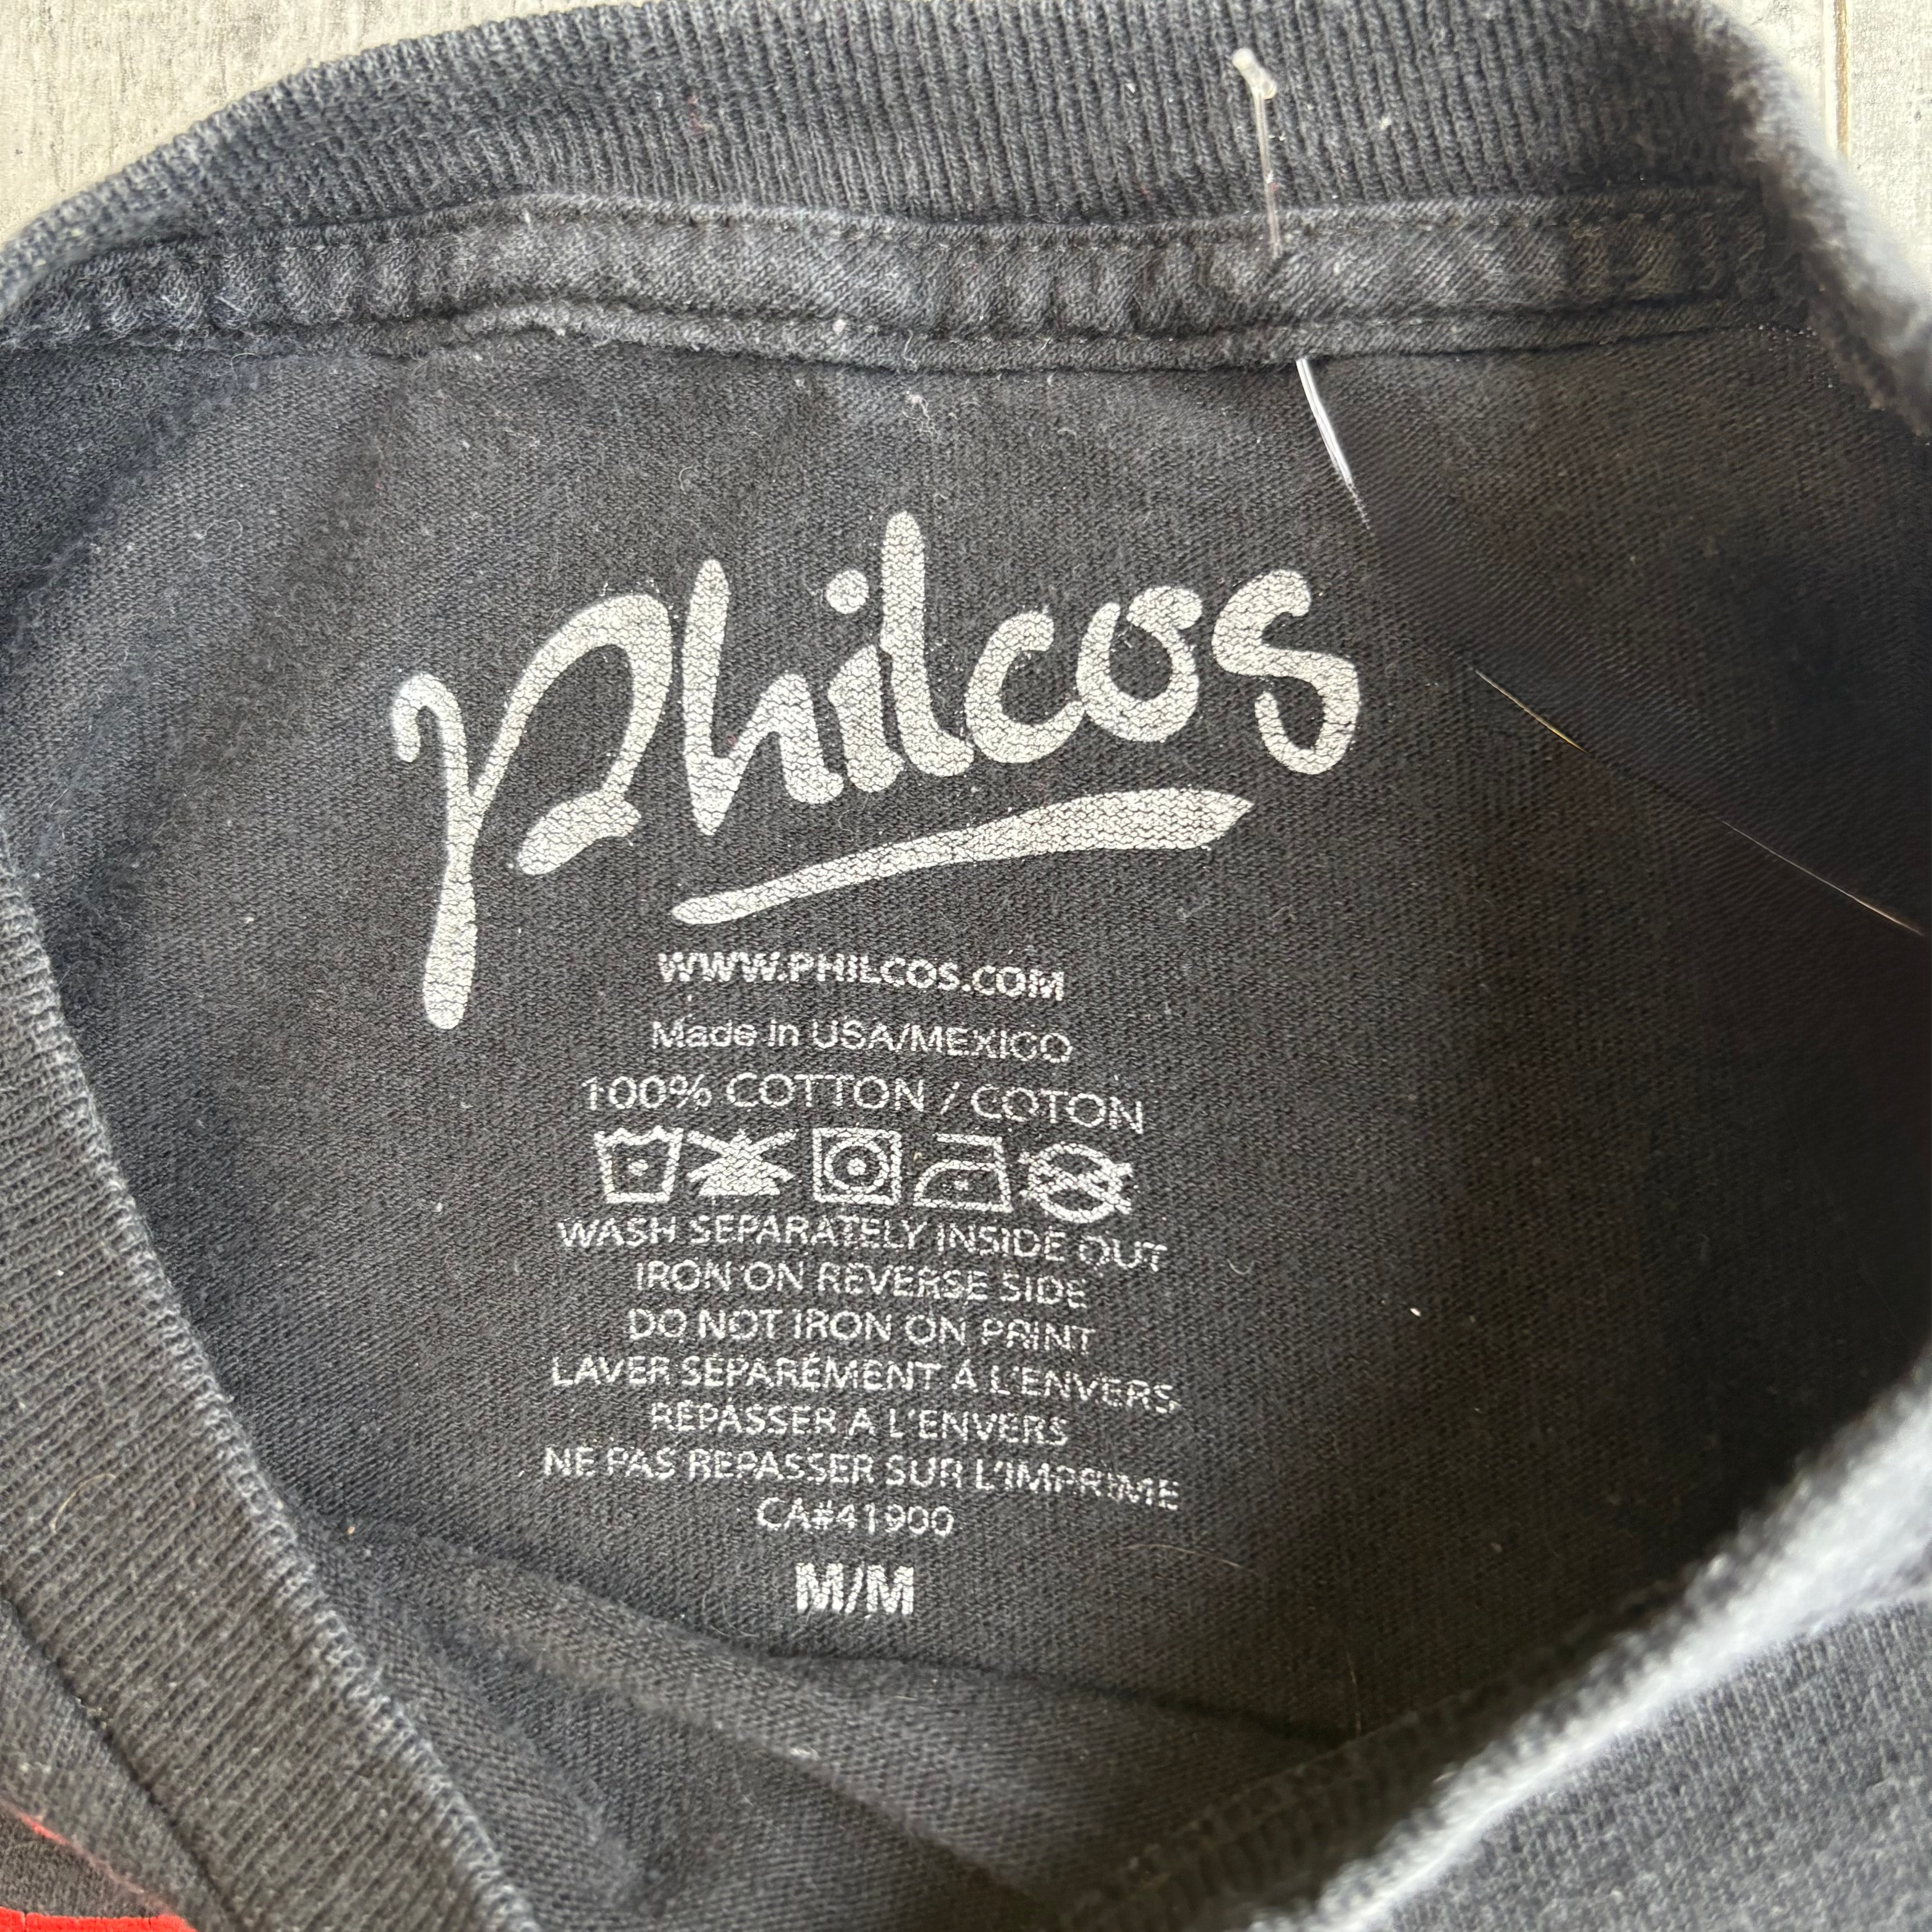 Philcos
WWW.PHILCOS.COM
Made in USA/MEXICO
100% COTTON / COTON
WASH SEPARATELY INSIDE OUT
IRON ON REVERSE SIDE
DO NOT IRON ON PRINT
LAVER SÉPARÉMENT À L'ENVERS
REPASSER A L'ENVERS
NE PAS REPASSER SUR L'IMPRIME
CA#41900
M/M